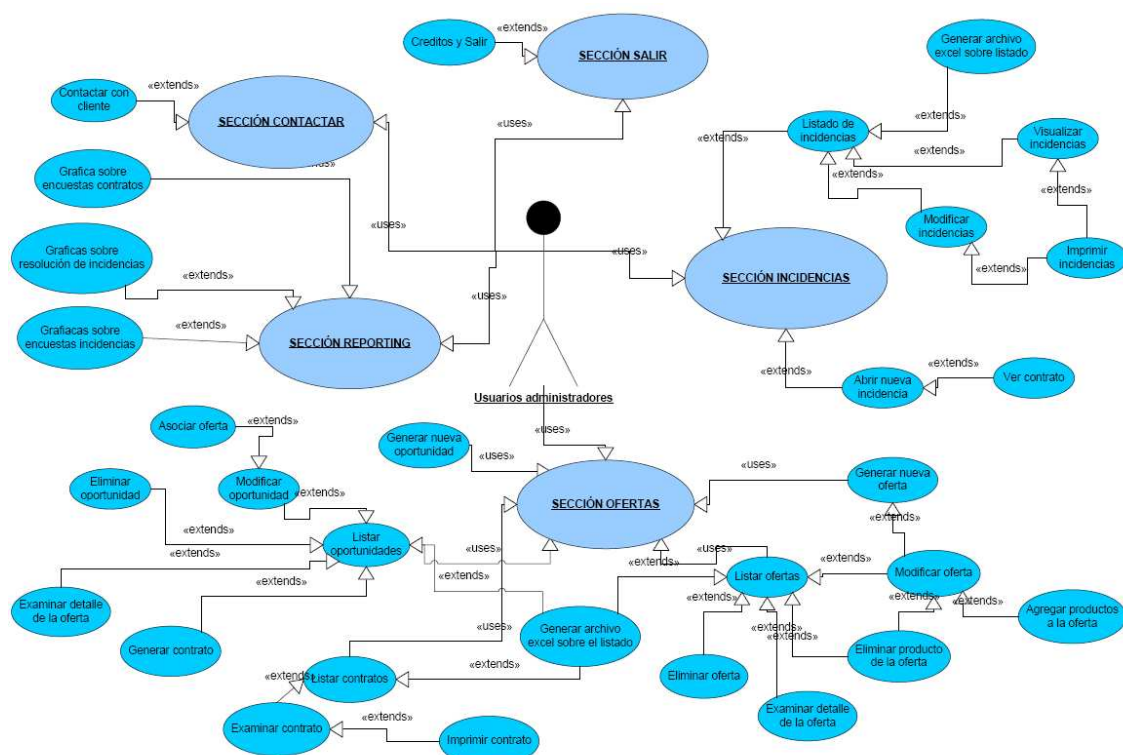 «extends»
Creditos y Salir
SECCIÓN SALIR
Generar archivo
excel sobre listado
Contactar con
cliente
«extends»
SECCIÓN CONTACTAR
«uses»
Listado de
incidencias
«extends»
Visualizar
incidencias
«extends»
«extends»
Grafica sobre
encuestas contratos
«extends»
«extends»
Modificar
incidencias
«extends»
Imprimir
incidencias
«uses»
«uses»
Graficas sobre
resolución de incidencias
«extends»
«uses»
SECCIÓN INCIDENCIAS
Grafiacas sobre
encuestas incidencias
«extends»
SECCIÓN REPORTING
«extends»
«extends»
Abrir nueva
incidencia
Ver contrato
Usuarios administradores
«uses»
Asociar oferta
«extends»
Generar nueva
oportunidad
«uses»
«uses»
Generar nueva
oferta
Eliminar
oportunidad
Modificar
oportunidad
«extends»
SECCIÓN OFERTAS
«extends»
«extends»
«extends»
Listar
oportunidades
«uses»
«extends»
«uses»
Listar ofertas
«extends»
Modificar oferta
Examinar detalle
de la oferta
«extends»
«extends»
«extends»
«extends»
«extends»
«extends»
«extends»
Agregar productos
a la oferta
Generar contrato
«uses»
Generar archivo
excel sobre el listado
Eliminar producto
de la oferta
Listar contratos
«extends»
Eliminar oferta
«extends»
Examinar detalle
de la oferta
Examinar contrato
«extends»
Imprimir contrato